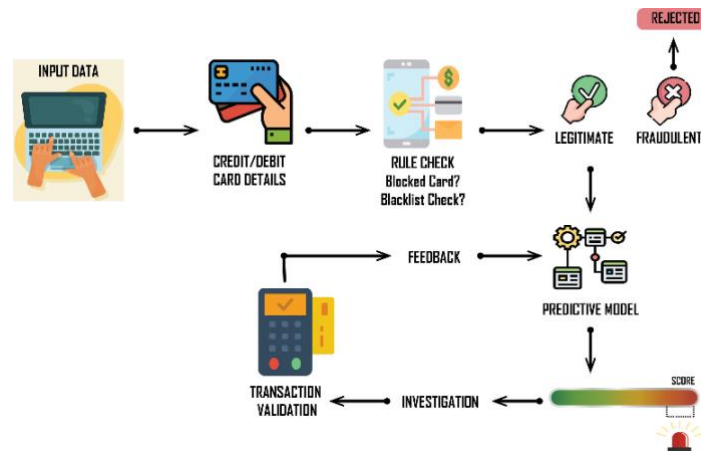 REJECTED
INPUT DATA
CREDIT/DEBIT
CARD DETAILS
RULE CHECK
Blocked Card?
Blacklist Check?
LEGITIMATE
FRAUDULENT
FEEDBACK
PREDICTIVE MODEL
SCORE
TRANSACTION
VALIDATION
INVESTIGATION